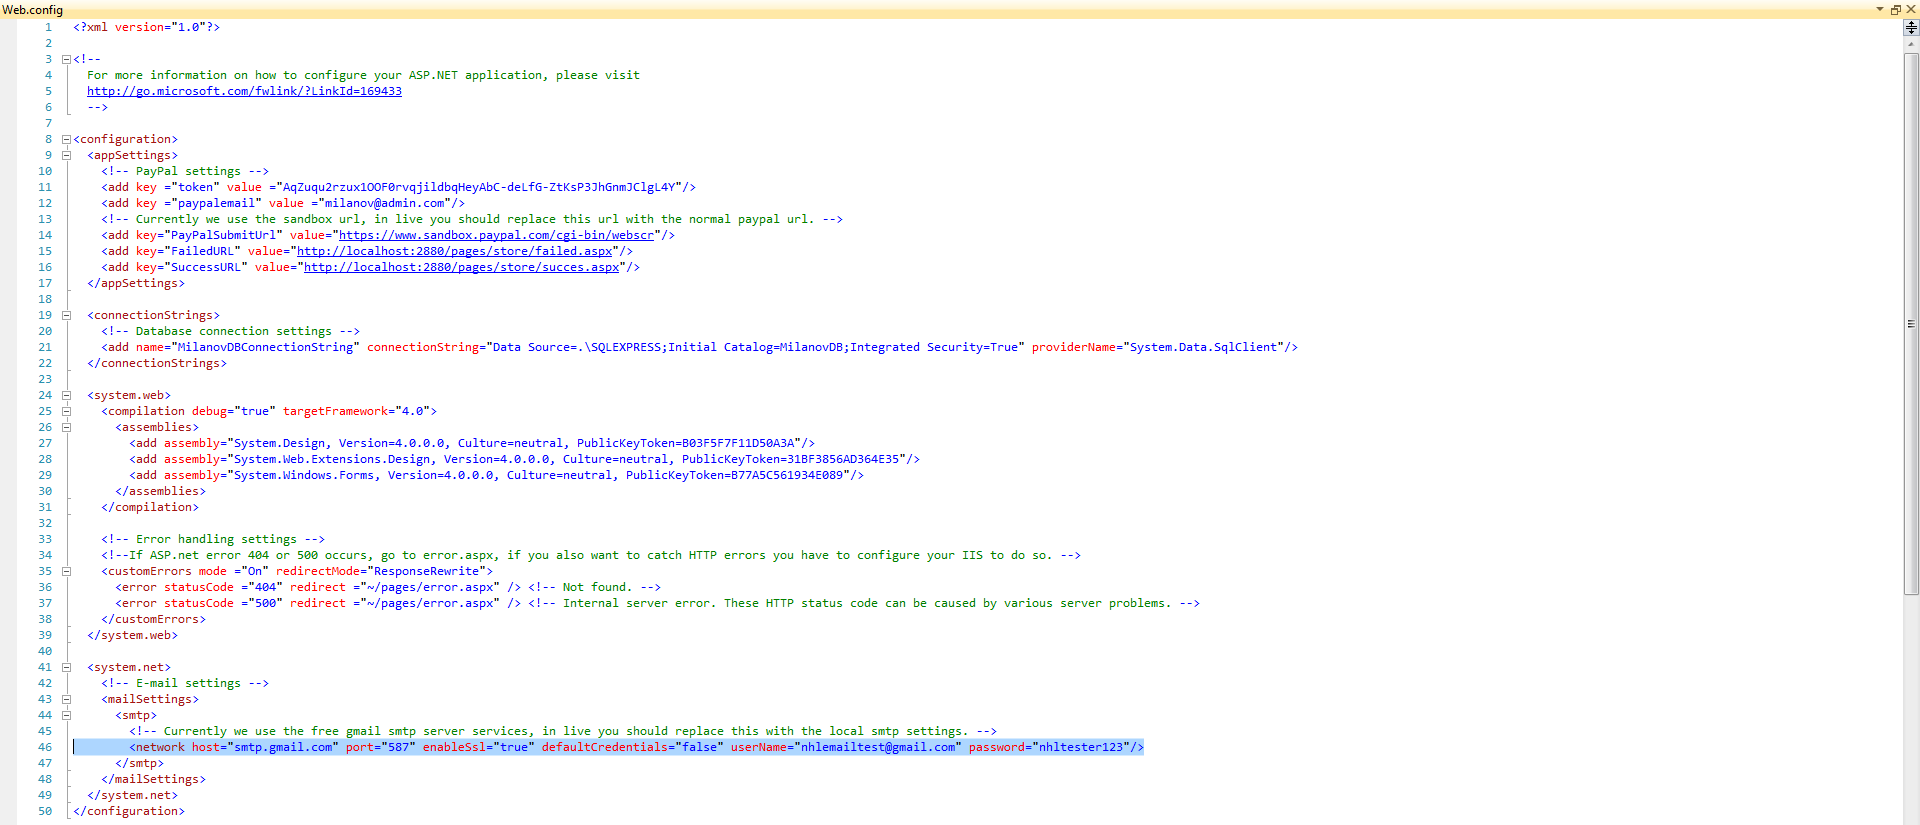 Web.config
1 <?xml version="1.0"?>
2
3 <!--
4 For more information on how to configure your ASP.NET application, please visit
5 http://go.microsoft.com/fwlink/?LinkId=169433
6 -->
7
8 <configuration>
9 <appSettings>
10 <!-- PayPal settings -->
11 <add key ="token" value ="AqZuqu2rzux1OOF0rvqjildbqHeyAbC-deLfG-ZtKsP3JhGnmJClgL4Y"/>
12 <add key ="paypalemail" value ="milanov@admin.com"/>
13 <!-- Currently we use the sandbox url, in live you should replace this url with the normal paypal url. -->
14 <add key="PayPalSubmitUrl" value="https://www.sandbox.paypal.com/cgi-bin/webscr"/>
15 <add key="FailedURL" value="http://localhost:2880/pages/store/failed.aspx"/>
16 <add key="SuccessURL" value="http://localhost:2880/pages/store/succes.aspx"/>
17 </appSettings>
18
19 <connectionStrings>
20 <!-- Database connection settings -->
21 <add name="MilanovDBConnectionString" connectionString="Data Source=.\SQLEXPRESS;Initial Catalog=MilanovDB;Integrated Security=True" providerName="System.Data.SqlClient"/>
22 </connectionStrings>
23
24 <system.web>
25 <compilation debug="true" targetFramework="4.0">
26 <assemblies>
27 <add assembly="System.Design, Version=4.0.0.0, Culture=neutral, PublicKeyToken=B03F5F7F11D50A3A"/>
28 <add assembly="System.Web.Extensions.Design, Version=4.0.0.0, Culture=neutral, PublicKeyToken=31BF3856AD364E35"/>
29 <add assembly="System.Windows.Forms, Version=4.0.0.0, Culture=neutral, PublicKeyToken=B77A5C561934E089"/>
30 </assemblies>
31 </compilation>
32
33 <!-- Error handling settings -->
34 <!--If ASP.net error 404 or 500 occurs, go to error.aspx, if you also want to catch HTTP errors you have to configure your IIS to do so. -->
35 <customErrors mode ="On" redirectMode="ResponseRewrite">
36 <error statusCode ="404" redirect ="~/pages/error.aspx" /> <!-- Not found. -->
37 <error statusCode ="500" redirect ="~/pages/error.aspx" /> <!-- Internal server error. These HTTP status code can be caused by various server problems. -->
38 </customErrors>
39 </system.web>
40
41 <system.net>
42 <!-- E-mail settings -->
43 <mailSettings>
44 <smtp>
45 <!-- Currently we use the free gmail smtp server services, in live you should replace this with the local smtp settings. -->
46 <network host="smtp.gmail.com" port="587" enableSsl="true" defaultCredentials="false" userName="nhlemailtest@gmail.com" password="nhltester123"/>
47 </smtp>
48 </mailSettings>
49 </system.net>
50 </configuration>